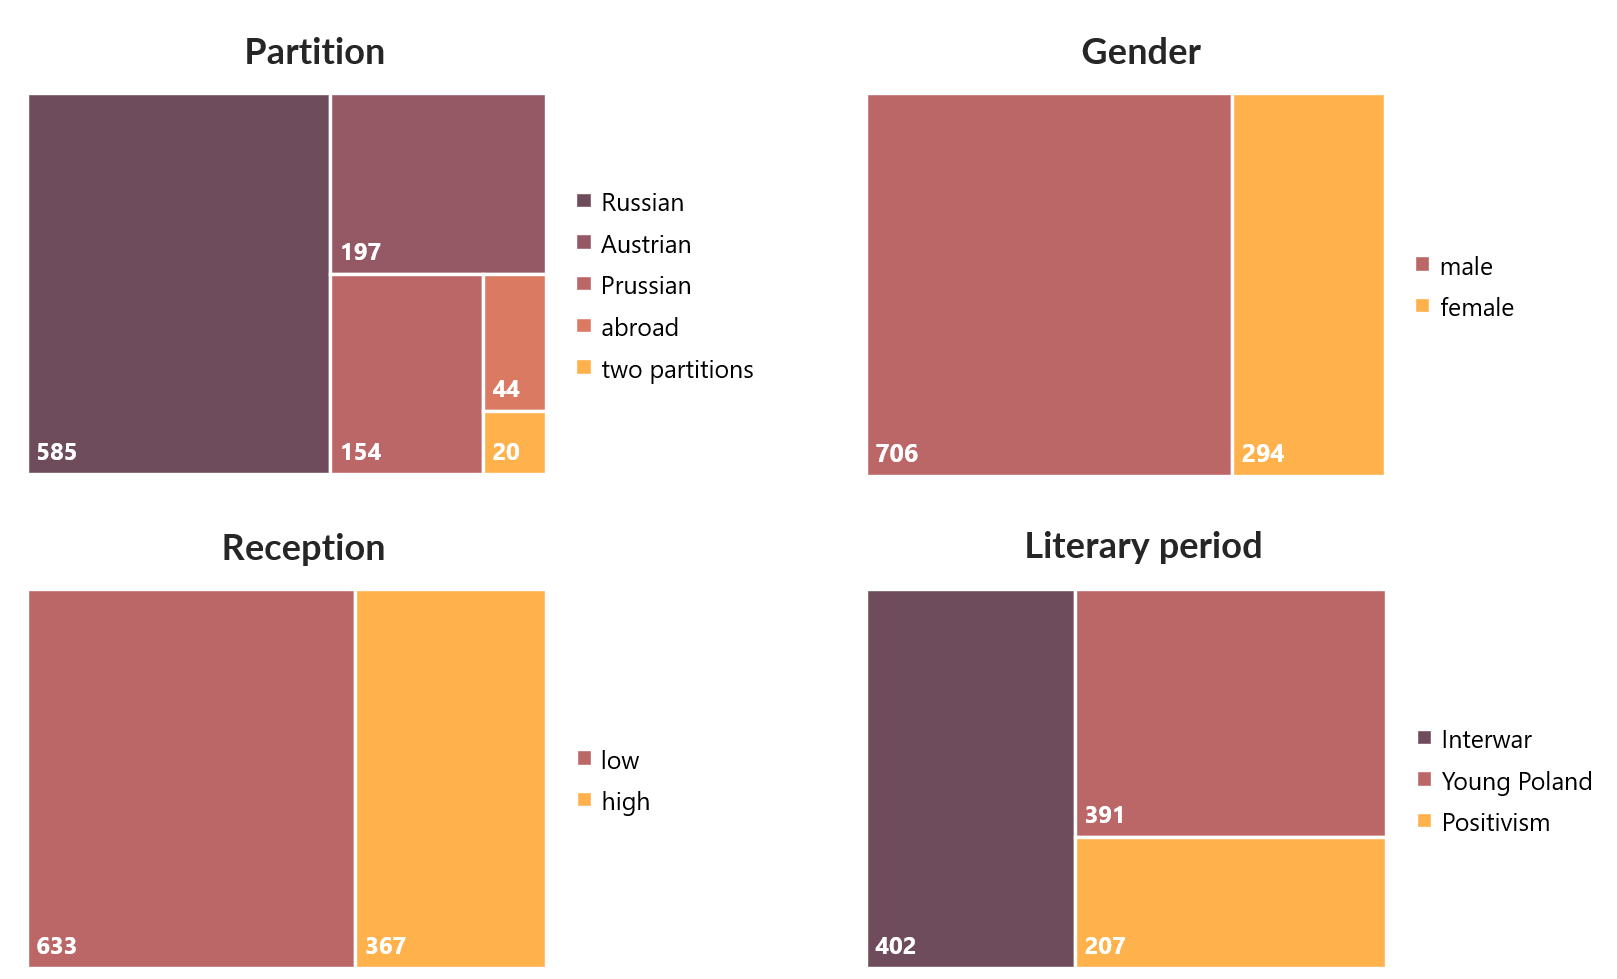 Partition
197
585
154
44
20
Russian
Austrian
Prussian
abroad
two partitions
Gender
706
294
male
female
Reception
633
367
low
high
Literary period
391
402
207
Interwar
Young Poland
Positivism